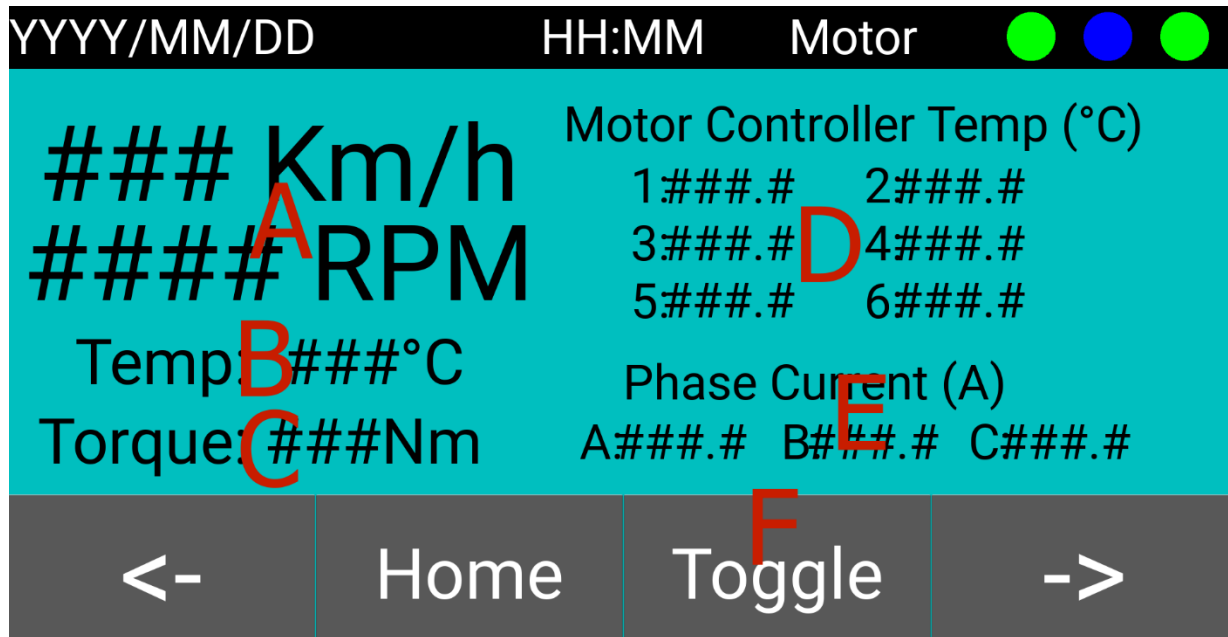 YYYY/MM/DD HH:MM Motor
### Km/h
#### RPM
A
Temp: ###°C
B
Torque: ###Nm
C
Motor Controller Temp (°C)
1:###.# 2:###.#
3:###.# 4:###.#
5:###.# 6:###.#
D
Phase Current (A)
A:###.# B:###.# C###.#
E
F
<- Home Toggle ->